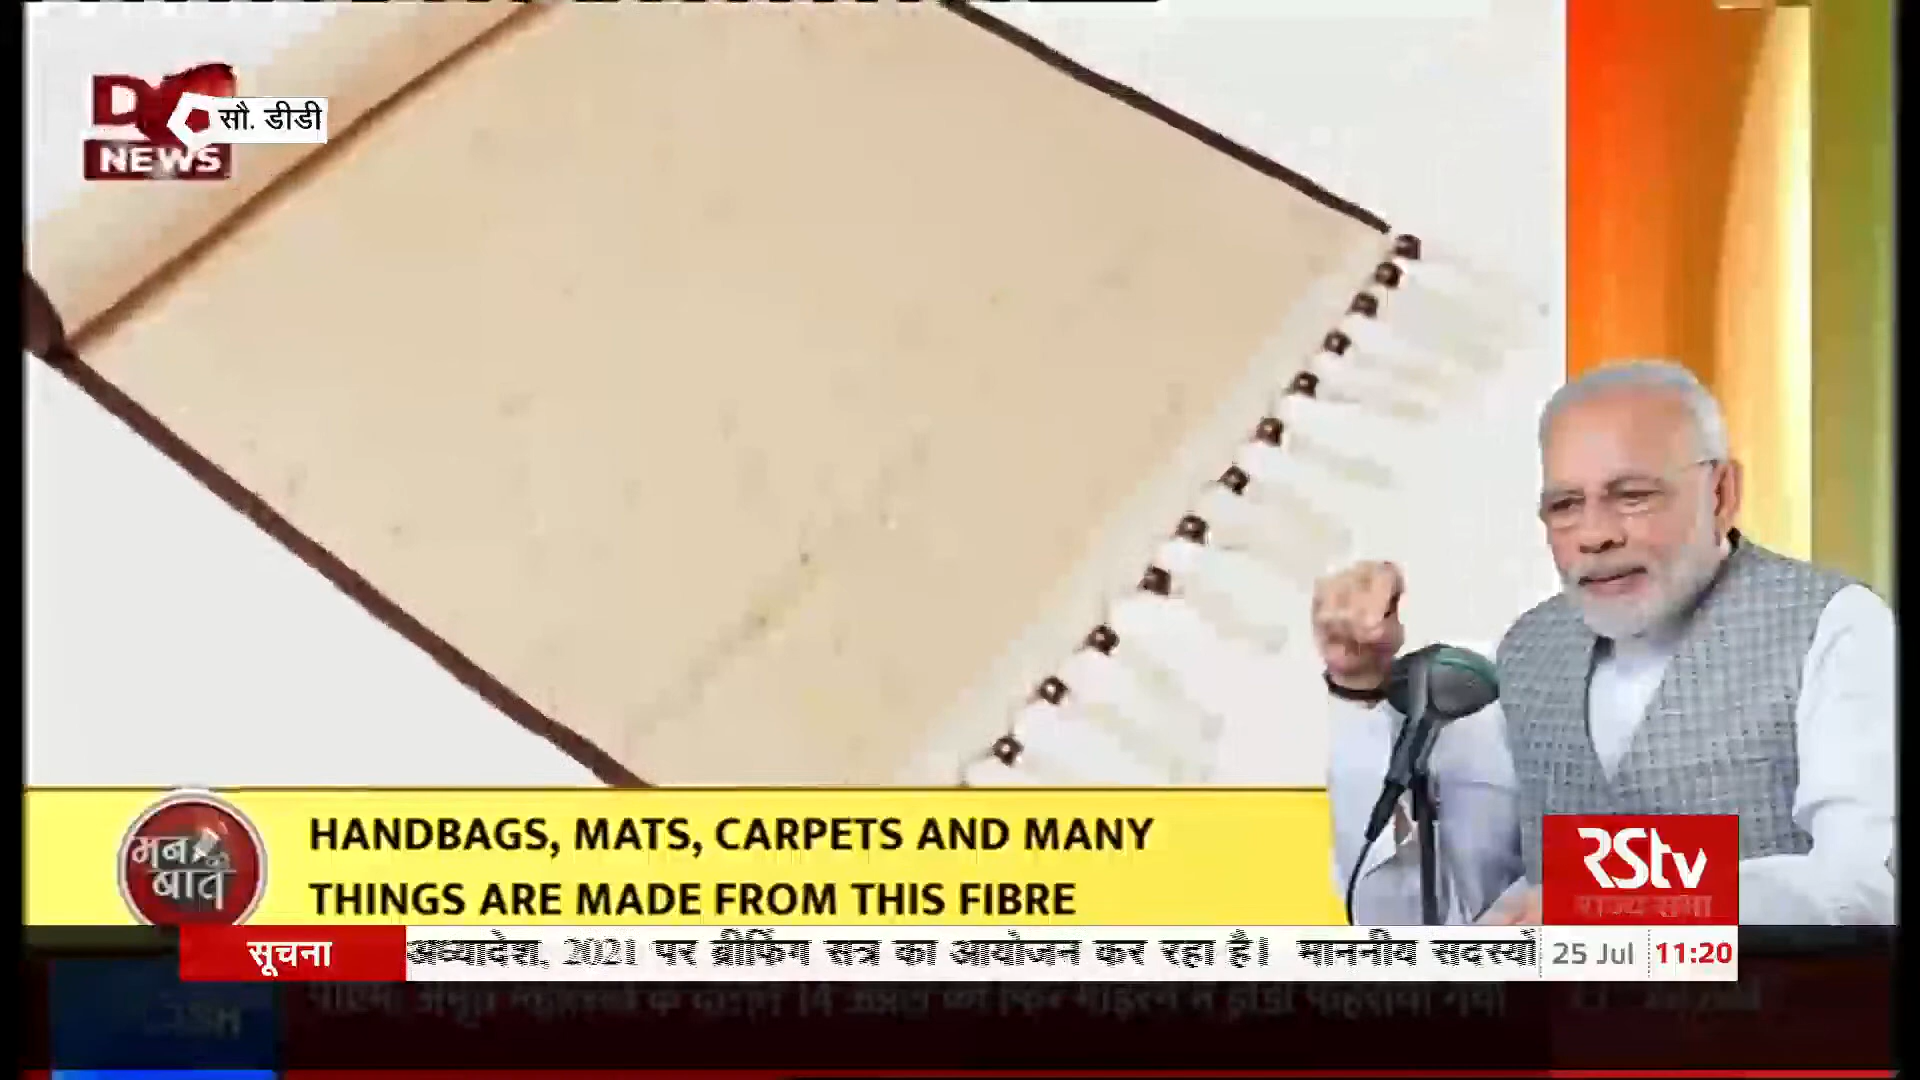 सौ. डीडी
NEWS
मन की
बात
HANDBAGS, MATS, CARPETS AND MANY
THINGS ARE MADE FROM THIS FIBRE
RSTV
राज्य सभा
सूचना
अध्यादेश, 2021 पर ब्रीफिंग सत्र का आयोजन कर रहा है। माननीय सदस्यों
25 Jul 11:20